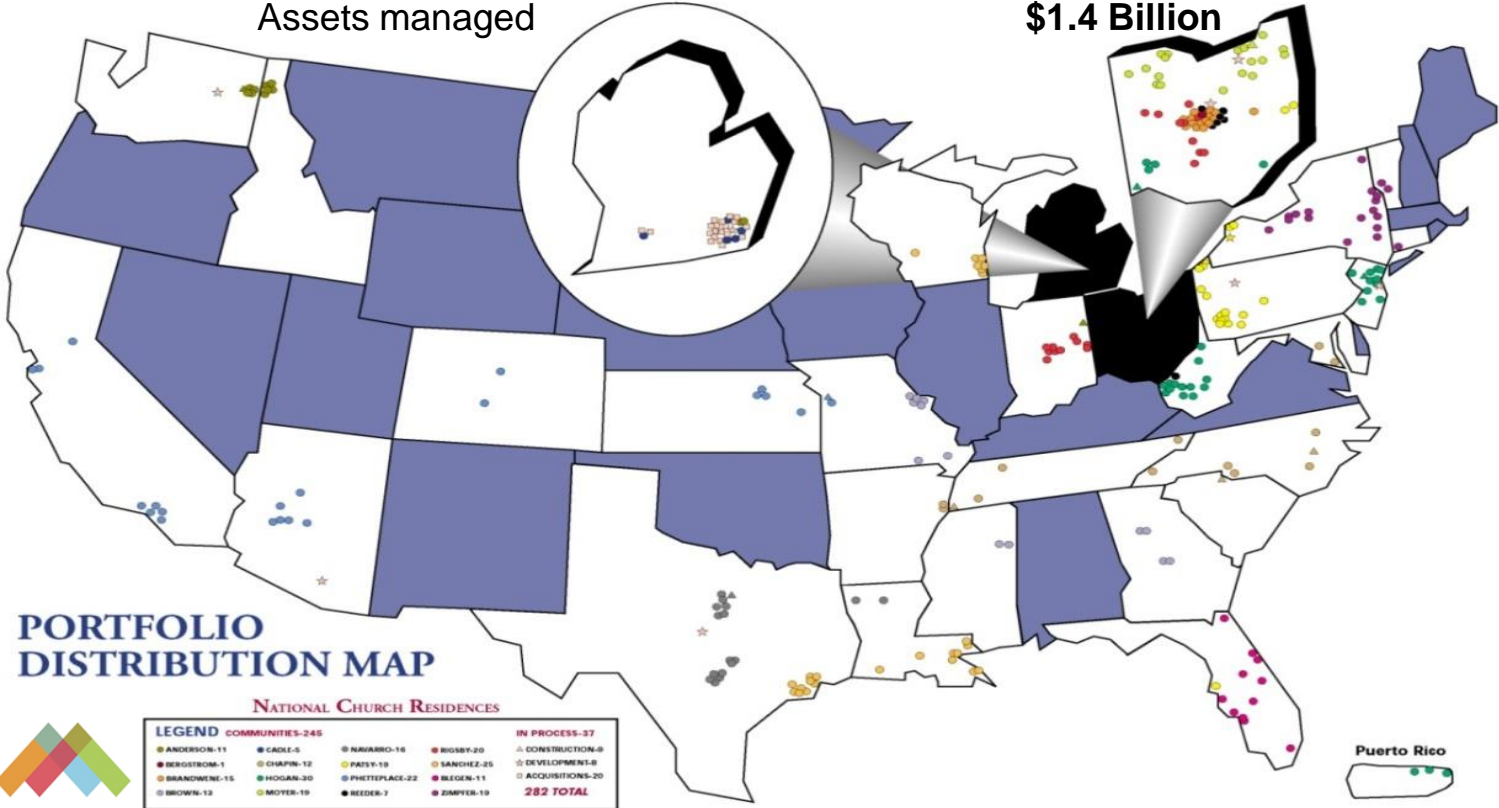 Assets managed $1.4 Billion
PORTFOLIO
DISTRIBUTION MAP
NATIONAL CHURCH RESIDENCES
LEGEND COMMUNITIES-245 IN PROCESS-37
ANDERSON-11 CADLE-5 NAVARRO-16 RIGSBY-20 CONSTRUCTION-9
BERGSTROM-1 CHAPIN-12 PATSY-19 SANCHEZ-25 DEVELOPMENT-8
BRANDWENE-15 HOGAN-30 PHETTEPLACE-22 BLEGEN-11 ACQUISITIONS-20
BROWN-13 MOYER-19 REEDER-7 ZIMPFER-19 282 TOTAL
Puerto Rico